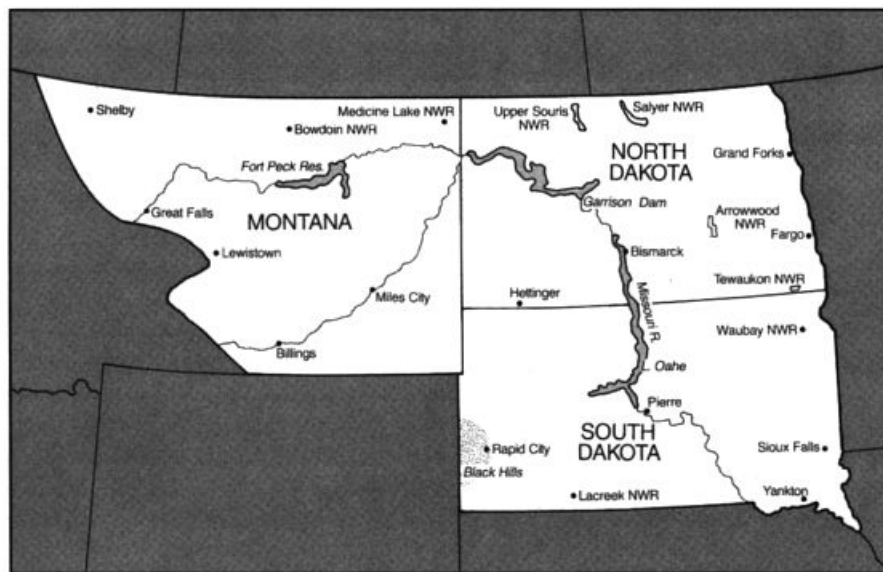 Shelby
Medicine Lake NWR
Bowdoin NWR
Upper Souris
NWR
Salyer NWR
Fort Peck Res.
NORTH
DAKOTA
Grand Forks
Great Falls
MONTANA
Garrison Dam
Arrowwood
NWR
Fargo
Lewistown
Bismarck
Miles City
Hettinger
Missouri R.
Tewaukon NWR
Billings
Waubay NWR
L. Oahe
Pierre
SOUTH
DAKOTA
Rapid City
Black Hills
Sioux Falls
Lacreek NWR
Yankton